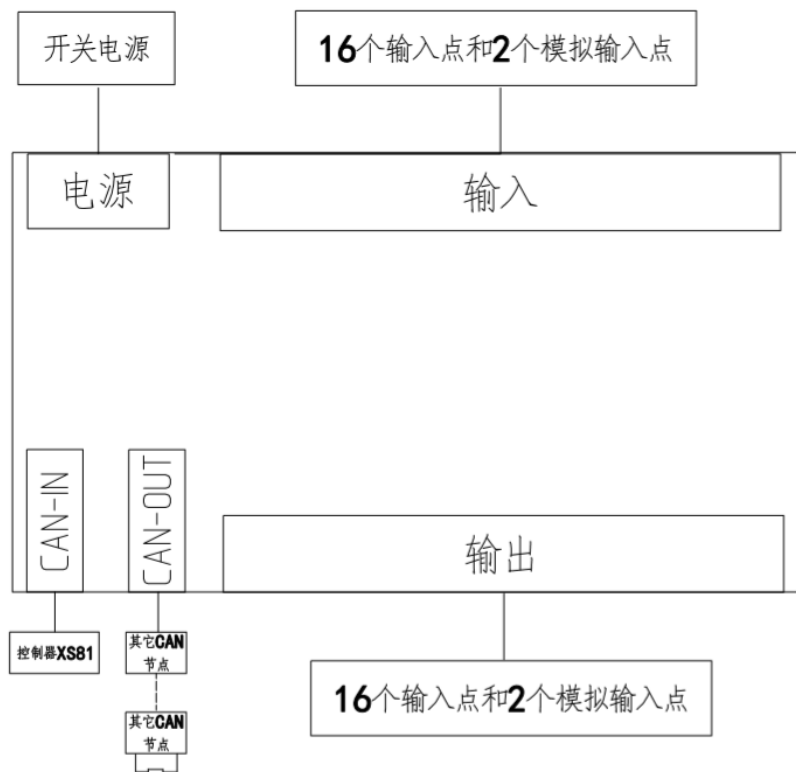 开关电源
16个输入点和2个模拟输入点
电源
输入
CAN-IN
CAN-OUT
输出
控制器XS81
其它CAN
节点
16个输入点和2个模拟输入点
其它CAN
节点